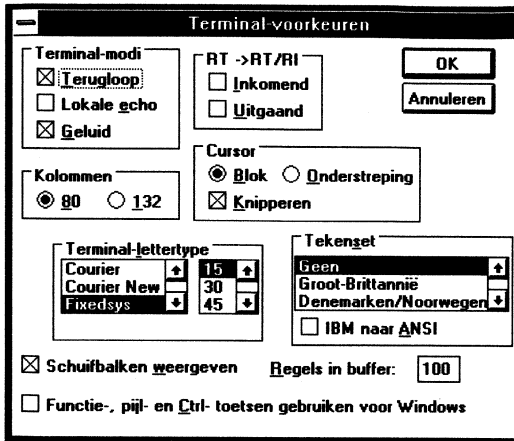 Terminal-voorkeuren
Terminal-modi
Terugloop
Lokale echo
Geluid
RT ->RT/RI
Inkomend
Uitgaand
OK
Annuleren
Kolommen
80 132
Cursor
Blok Onderstreping
Knipperen
Terminal-lettertype
Courier
Courier New
Fixedsys
15
30
45
Tekenset
Geen
Groot-Brittannië
Denemarken/Noorwegen
IBM naar ANSI
Schuifbalken weergeven
Regels in buffer: 100
Functie-, pijl- en Ctrl- toetsen gebruiken voor Windows